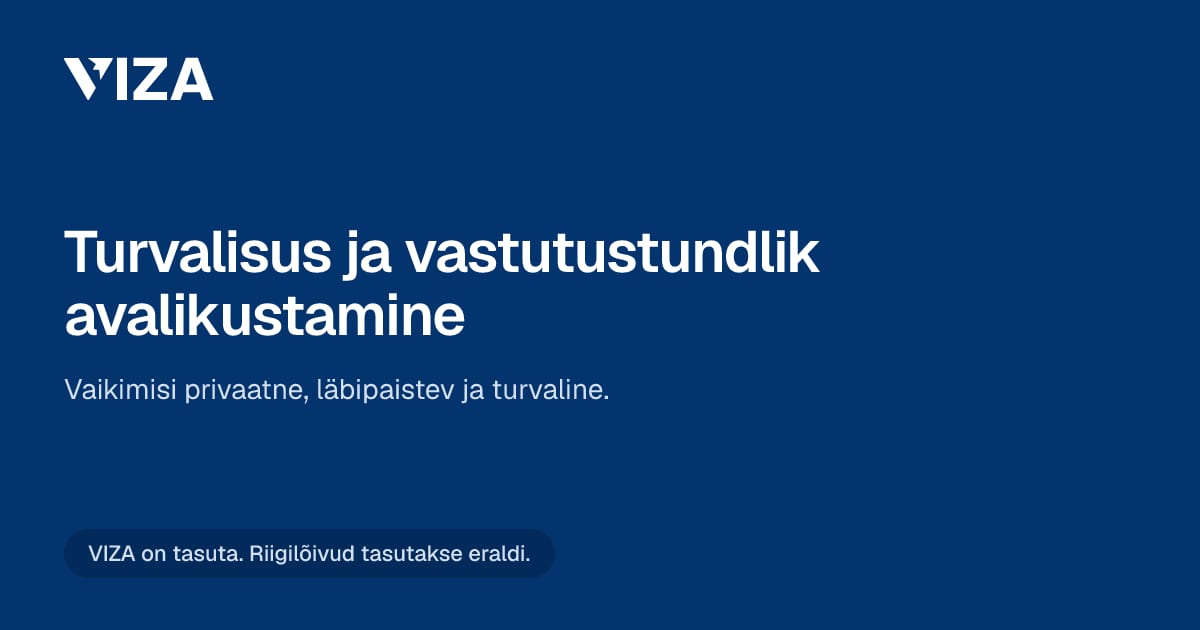 VIZA
Turvalisus ja vastutustundlik
avalikustamine
Vaikimisi privaatne, läbipaistev ja turvaline.
VIZA on tasuta. Riigilõivud tasutakse eraldi.